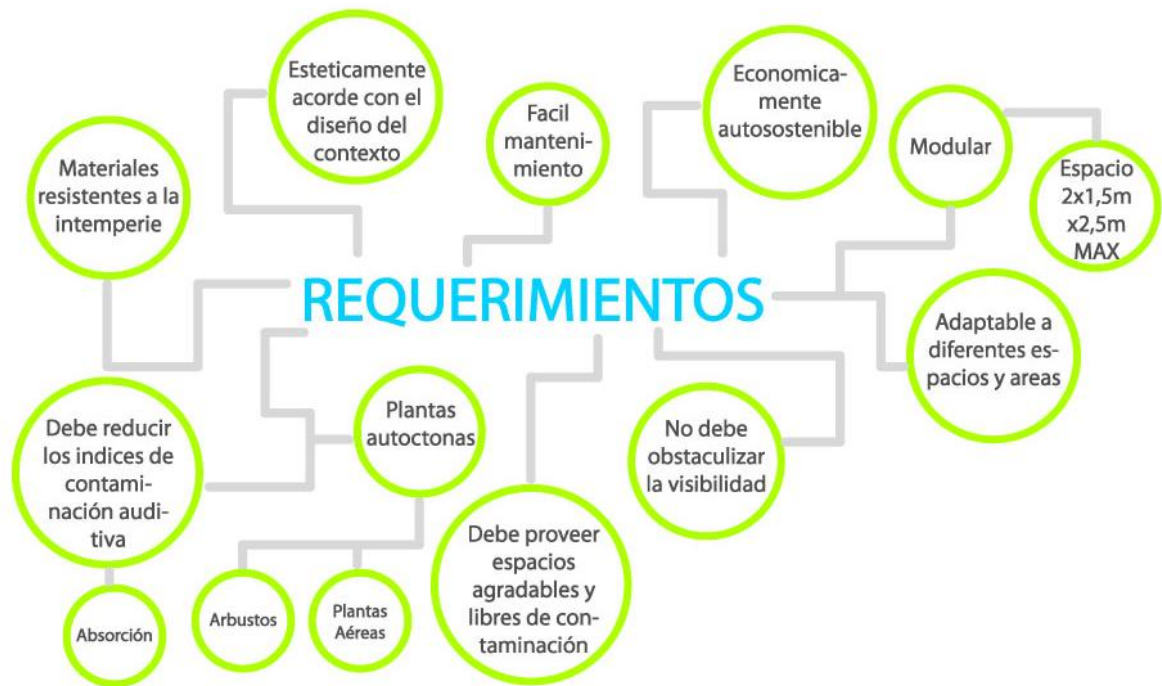 Esteticamente
acorde con el
diseño del
contexto
Facil
manteni-
miento
Economica-
mente
autosostenible
Modular
Espacio
2x1,5m
x2,5m
MAX
Materiales
resistentes a la
intemperie
REQUERIMIENTOS
Adaptable a
diferentes es-
pacios y areas
Debe reducir
los indices de
contami-
nación audi-
tiva
Plantas
autoctonas
No debe
obstaculizar
la visibilidad
Debe proveer
espacios
agradables y
libres de con-
taminación
Absorción
Arbustos
Plantas
Aéreas